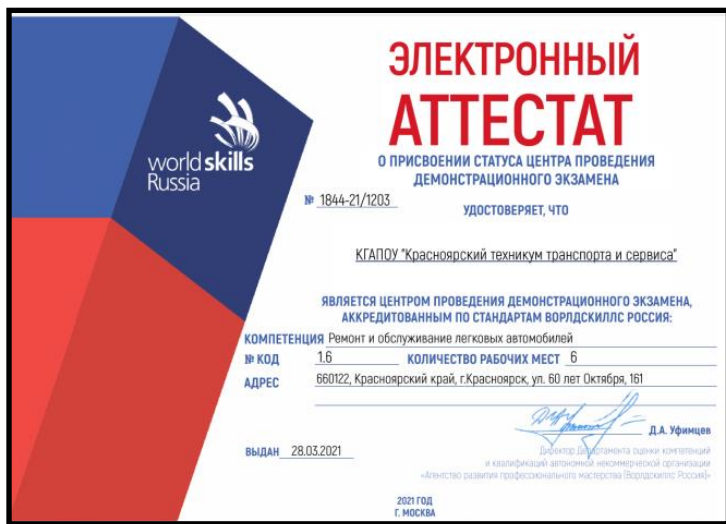 world skills
Russia
ЭЛЕКТРОННЫЙ
АТТЕСТАТ
О ПРИСВОЕНИИ СТАТУСА ЦЕНТРА ПРОВЕДЕНИЯ
ДЕМОНСТРАЦИОННОГО ЭКЗАМЕНА
№ 1844-21/1203
УДОСТОВЕРЯЕТ, ЧТО
КГАПОУ "Красноярский техникум транспорта и сервиса"
ЯВЛЯЕТСЯ ЦЕНТРОМ ПРОВЕДЕНИЯ ДЕМОНСТРАЦИОННОГО ЭКЗАМЕНА,
АККРЕДИТОВАННЫМ ПО СТАНДАРТАМ ВОРЛДСКИЛЛС РОССИЯ:
КОМПЕТЕНЦИЯ Ремонт и обслуживание легковых автомобилей
№ КОД 1.6 КОЛИЧЕСТВО РАБОЧИХ МЕСТ 6
АДРЕС 660122, Красноярский край, г.Красноярск, ул. 60 лет Октября, 161
Д.А. Уфимцев
ВЫДАН 28.03.2021
Директор Департамента оценки компетенций
и квалификаций автономной некоммерческой организации
«Агентство развития профессионального мастерства (Ворлдскиллс Россия)»
2021 ГОД
Г. МОСКВА